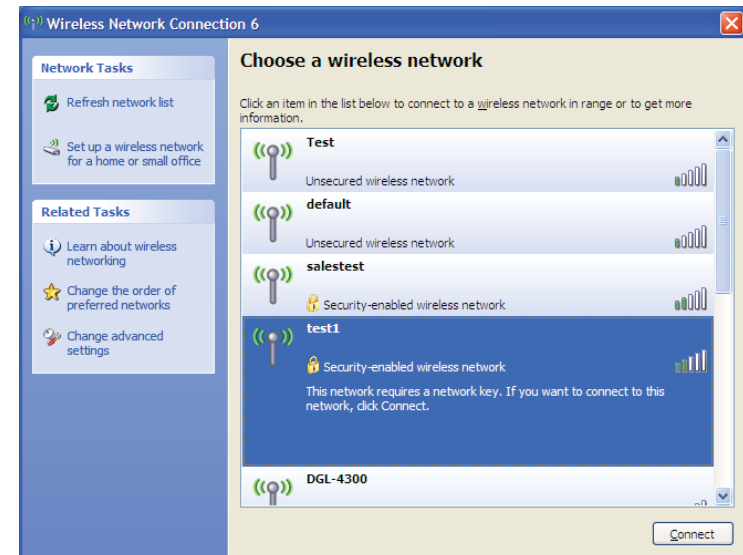 Wireless Network Connection 6
Network Tasks
Refresh network list
Set up a wireless network
for a home or small office
Related Tasks
Learn about wireless
networking
Change the order of
preferred networks
Change advanced
settings
Choose a wireless network
Click an item in the list below to connect to a wireless network in range or to get more
information.
Test
Unsecured wireless network
default
Unsecured wireless network
salestest
Security-enabled wireless network
test1
Security-enabled wireless network
This network requires a network key. If you want to connect to this
network, click Connect.
DGL-4300
Connect